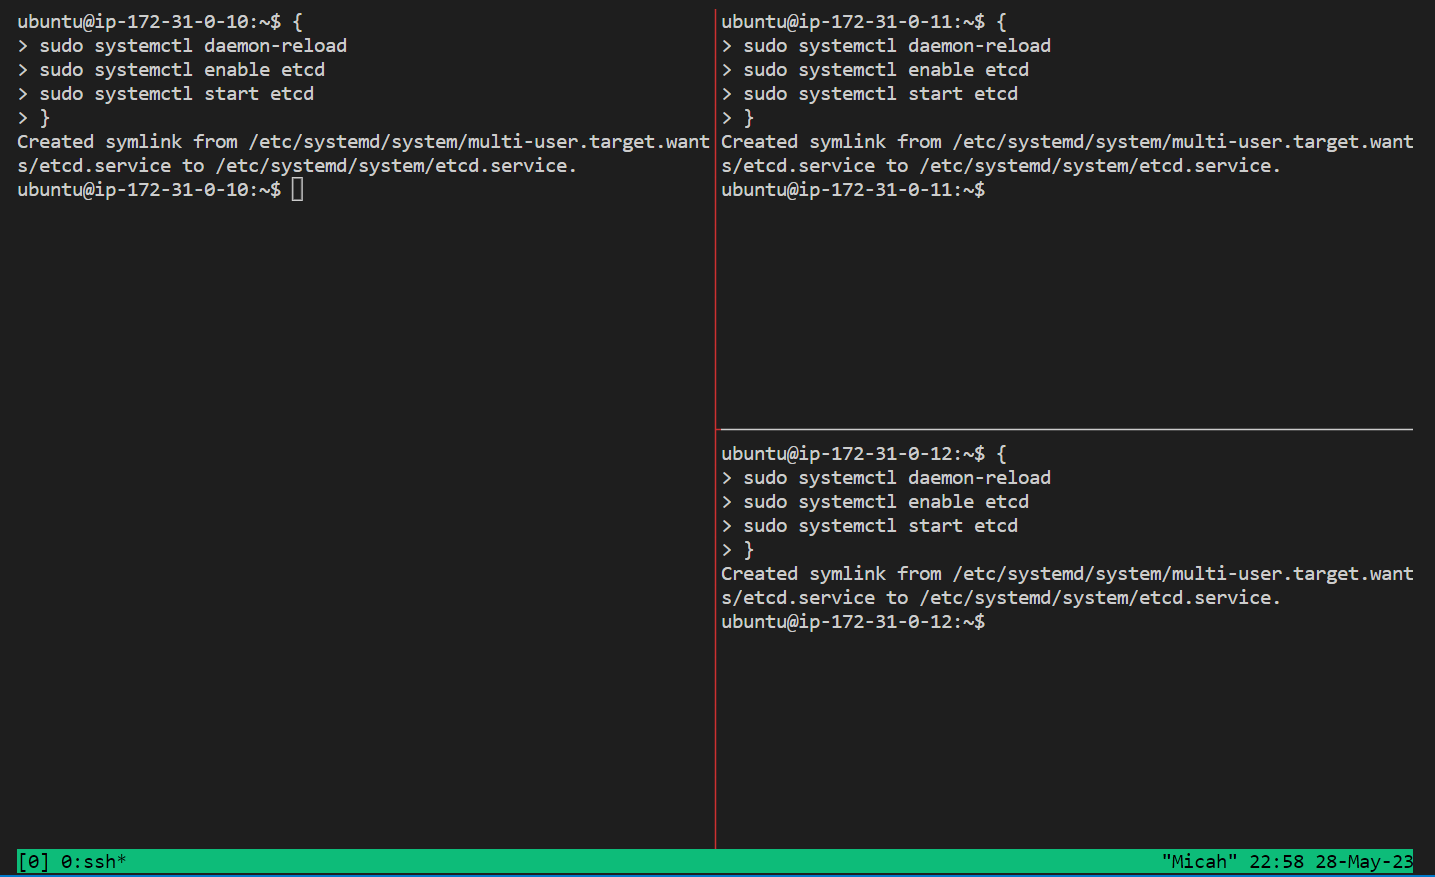 ubuntu@ip-172-31-0-10:~$ {
> sudo systemctl daemon-reload
> sudo systemctl enable etcd
> sudo systemctl start etcd
> }
Created symlink from /etc/systemd/system/multi-user.target.want
s/etcd.service to /etc/systemd/system/etcd.service.
ubuntu@ip-172-31-0-10:~$
ubuntu@ip-172-31-0-11:~$ {
> sudo systemctl daemon-reload
> sudo systemctl enable etcd
> sudo systemctl start etcd
> }
Created symlink from /etc/systemd/system/multi-user.target.want
s/etcd.service to /etc/systemd/system/etcd.service.
ubuntu@ip-172-31-0-11:~$
ubuntu@ip-172-31-0-12:~$ {
> sudo systemctl daemon-reload
> sudo systemctl enable etcd
> sudo systemctl start etcd
> }
Created symlink from /etc/systemd/system/multi-user.target.want
s/etcd.service to /etc/systemd/system/etcd.service.
ubuntu@ip-172-31-0-12:~$
[0] 0:ssh* "Micah" 22:58 28-May-23